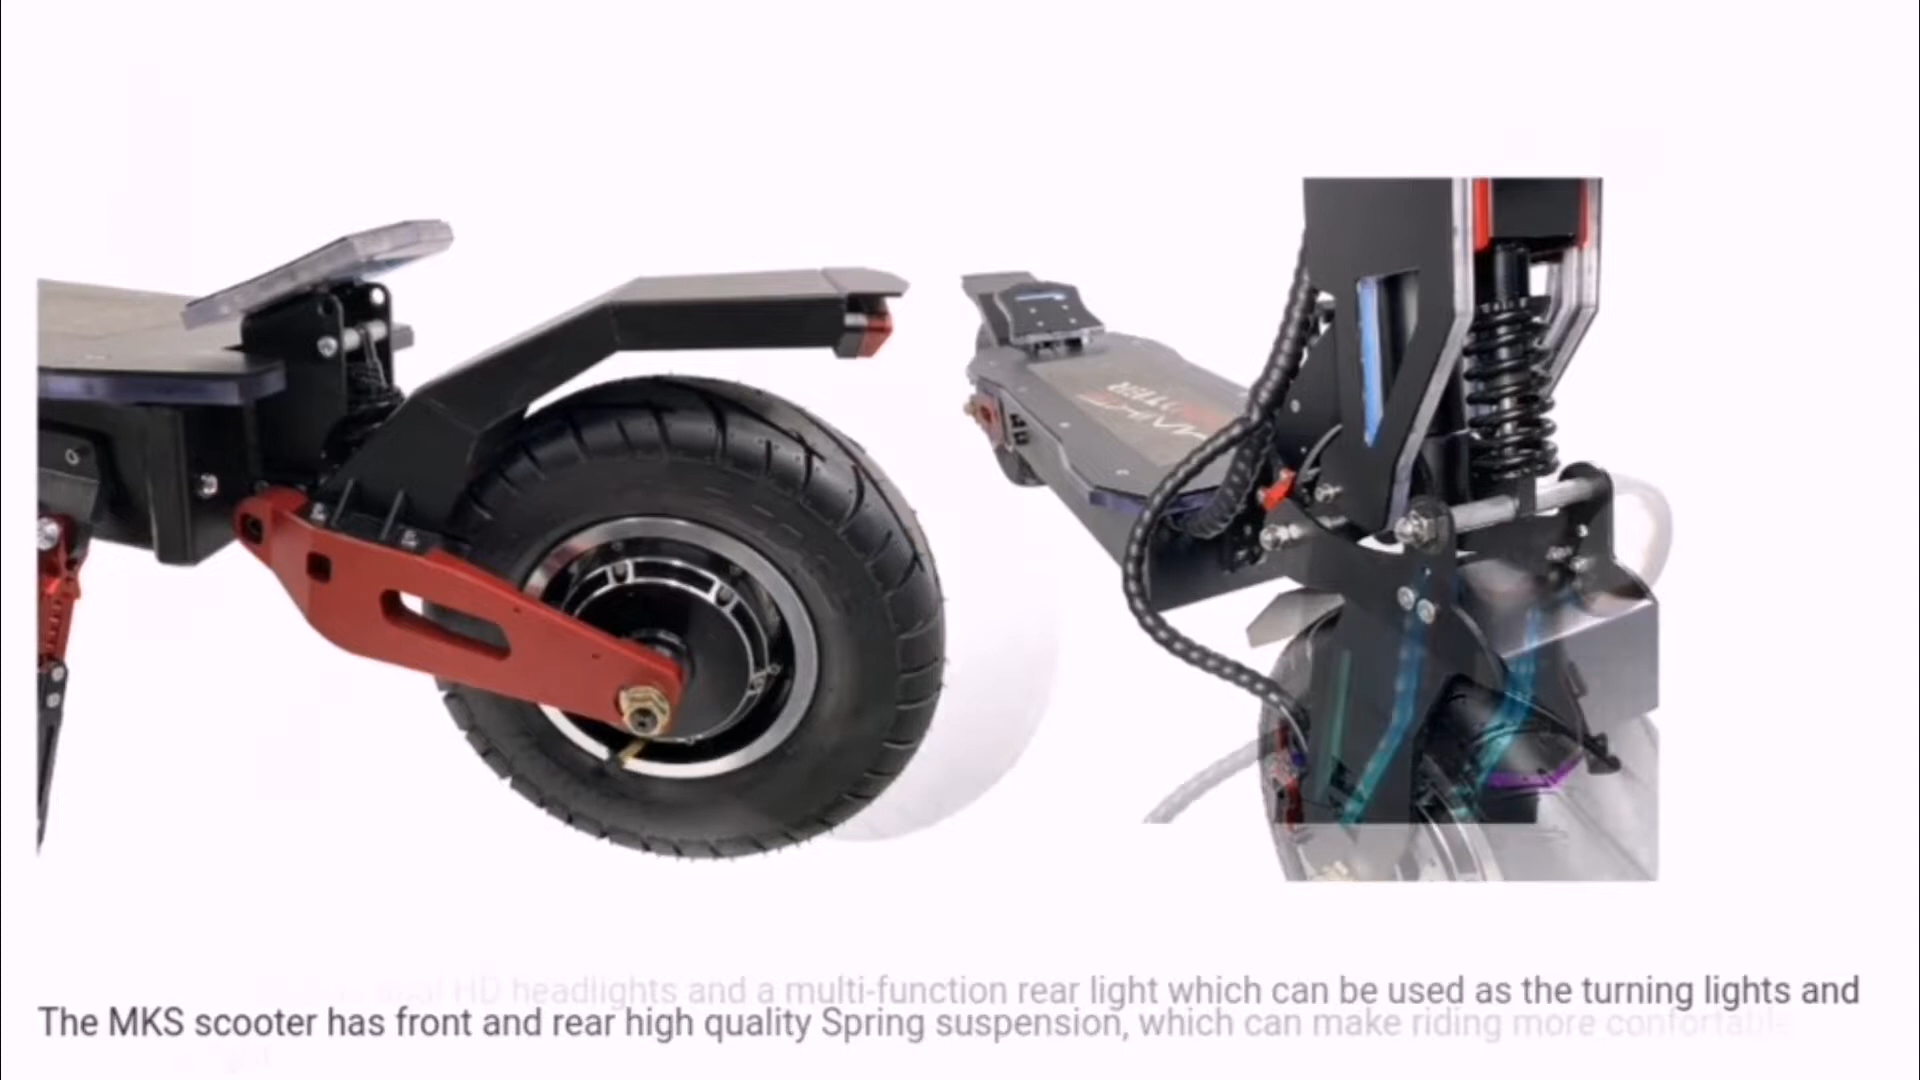 HD headlights and a multi-function rear light which can be used as the turning lights and
The MKS scooter has front and rear high quality Spring suspension, which can make riding more confortable